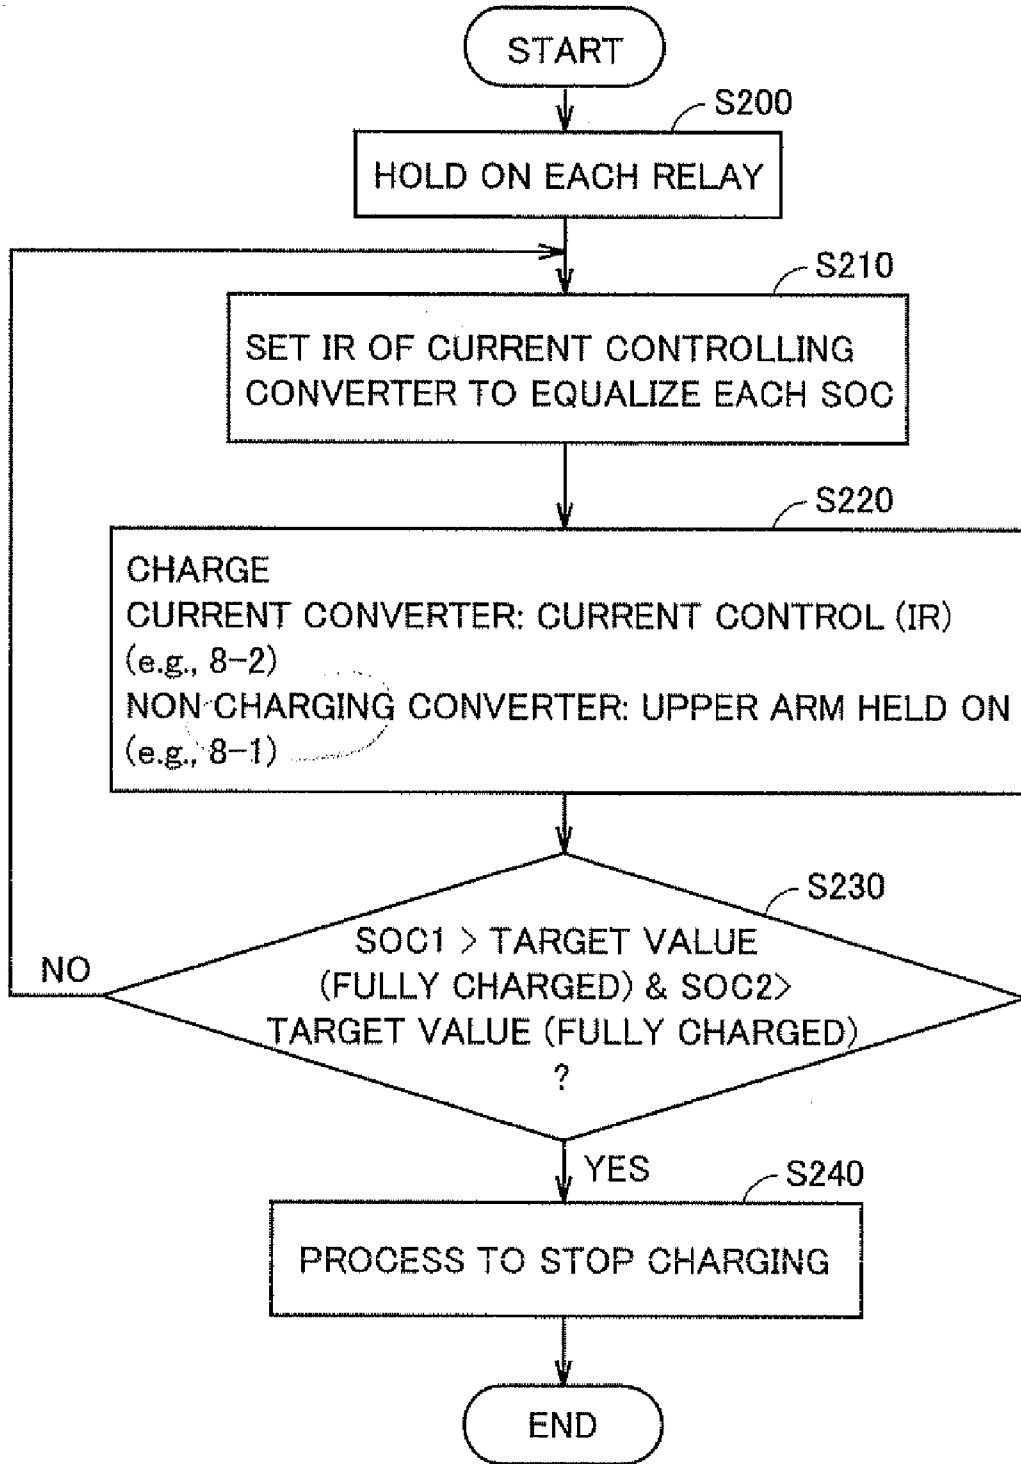 START
S200
HOLD ON EACH RELAY
S210
SET IR OF CURRENT CONTROLLING
CONVERTER TO EQUALIZE EACH SOC
S220
CHARGE
CURRENT CONVERTER: CURRENT CONTROL (IR)
(e.g., 8-2)
NON-CHARGING CONVERTER: UPPER ARM HELD ON
(e.g., 8-1)
S230
SOC1 > TARGET VALUE
(FULLY CHARGED) & SOC2>
TARGET VALUE (FULLY CHARGED)
?
NO
YES
S240
PROCESS TO STOP CHARGING
END